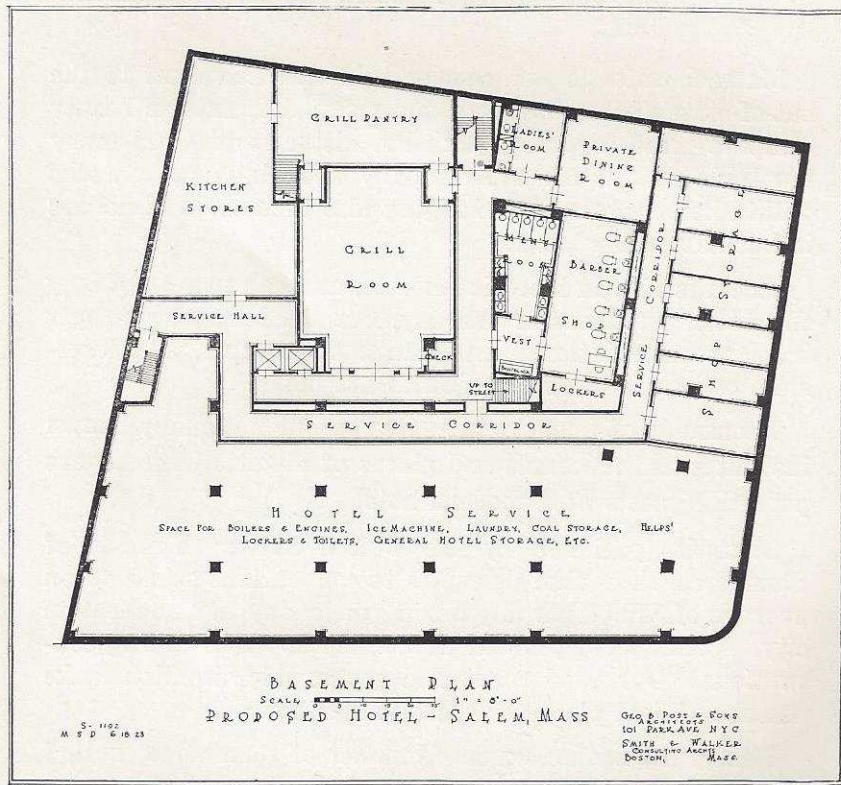 GRILL PANTRY
LADIES'
ROOM
PRIVATE
DINING
ROOM
KITCHEN
STORES
GRILL
ROOM
MEN'S
ROOM
BARBER
SHOP
SERVICE CORRIDOR
SHOP STORAGE
SERVICE HALL
CHECK
VEST
UP TO
STREET
LOCKERS
SERVICE CORRIDOR
HOTEL SERVICE
SPACE FOR BOILERS & ENGINES, ICE MACHINE, LAUNDRY, COAL STORAGE, HELPS'
LOCKERS & TOILETS, GENERAL HOTEL STORAGE, ETC.
BASEMENT PLAN
SCALE 1" = 8'-0"
PROPOSED HOTEL - SALEM, MASS
S-1102
M S D 6 18 23
GEO B POST & SONS
ARCHITECTS
101 PARK AVE NYC
SMITH & WALKER
CONSULTING ARCHTS
BOSTON, MASS.